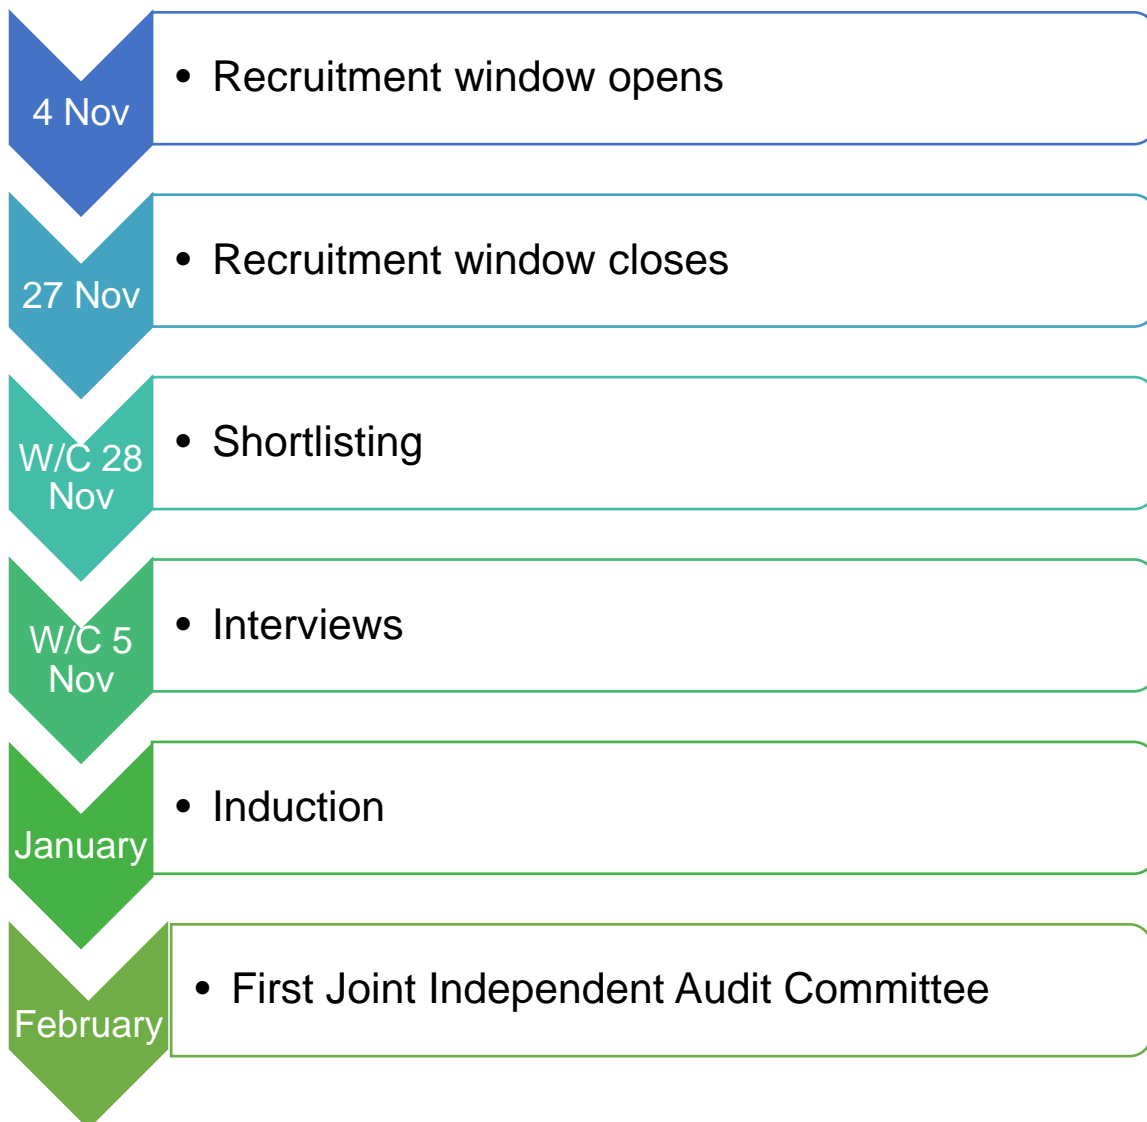 4 Nov
• Recruitment window opens
27 Nov
• Recruitment window closes
W/C 28
Nov
• Shortlisting
W/C 5
Nov
• Interviews
January
• Induction
February
• First Joint Independent Audit Committee